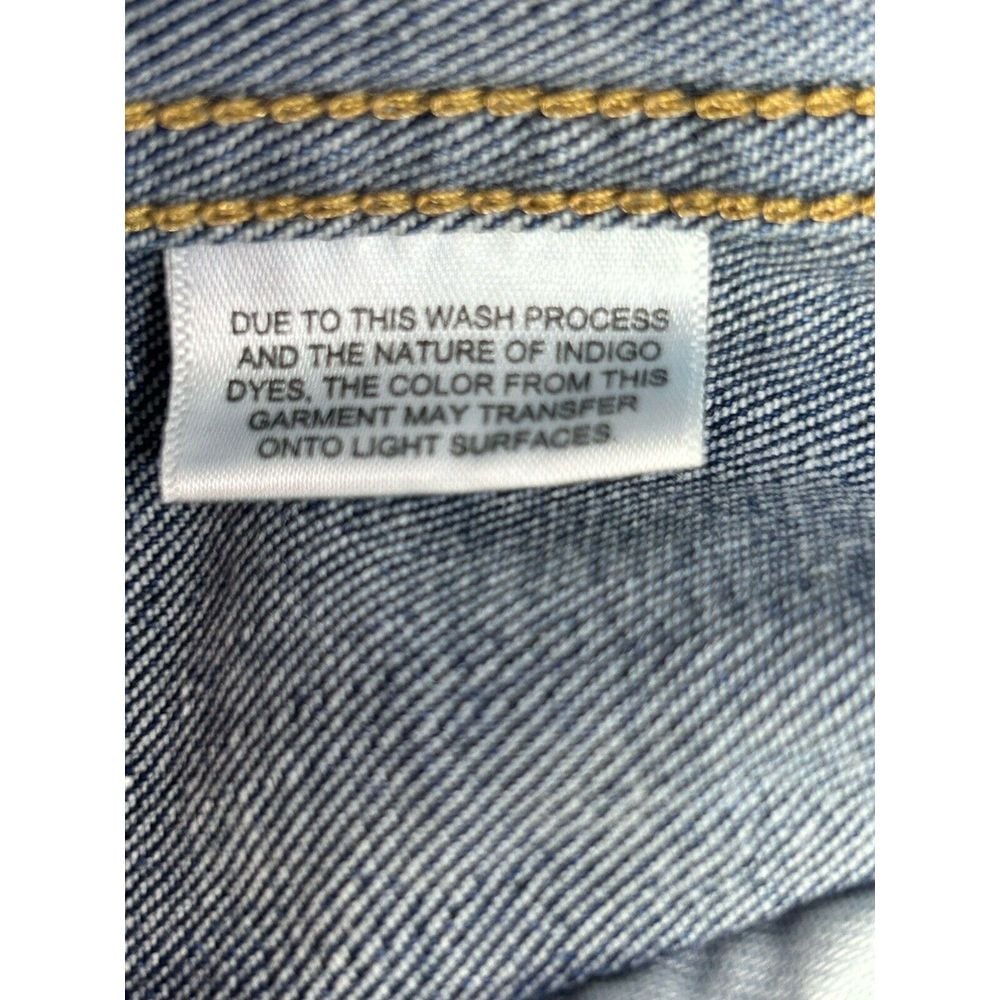 DUE TO THIS WASH PROCESS
AND THE NATURE OF INDIGO
DYES, THE COLOR FROM THIS
GARMENT MAY TRANSFER
ONTO LIGHT SURFACES